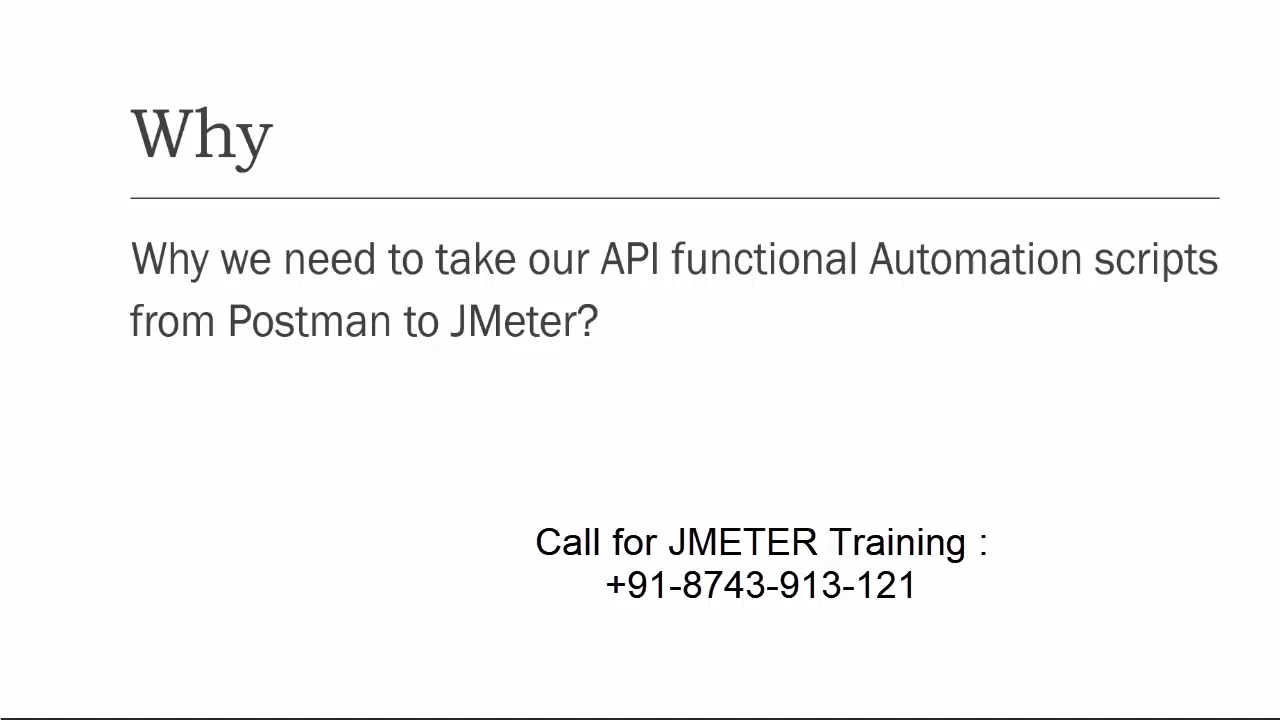 Why
Why we need to take our API functional Automation scripts
from Postman to JMeter?
Call for JMETER Training :
+91-8743-913-121